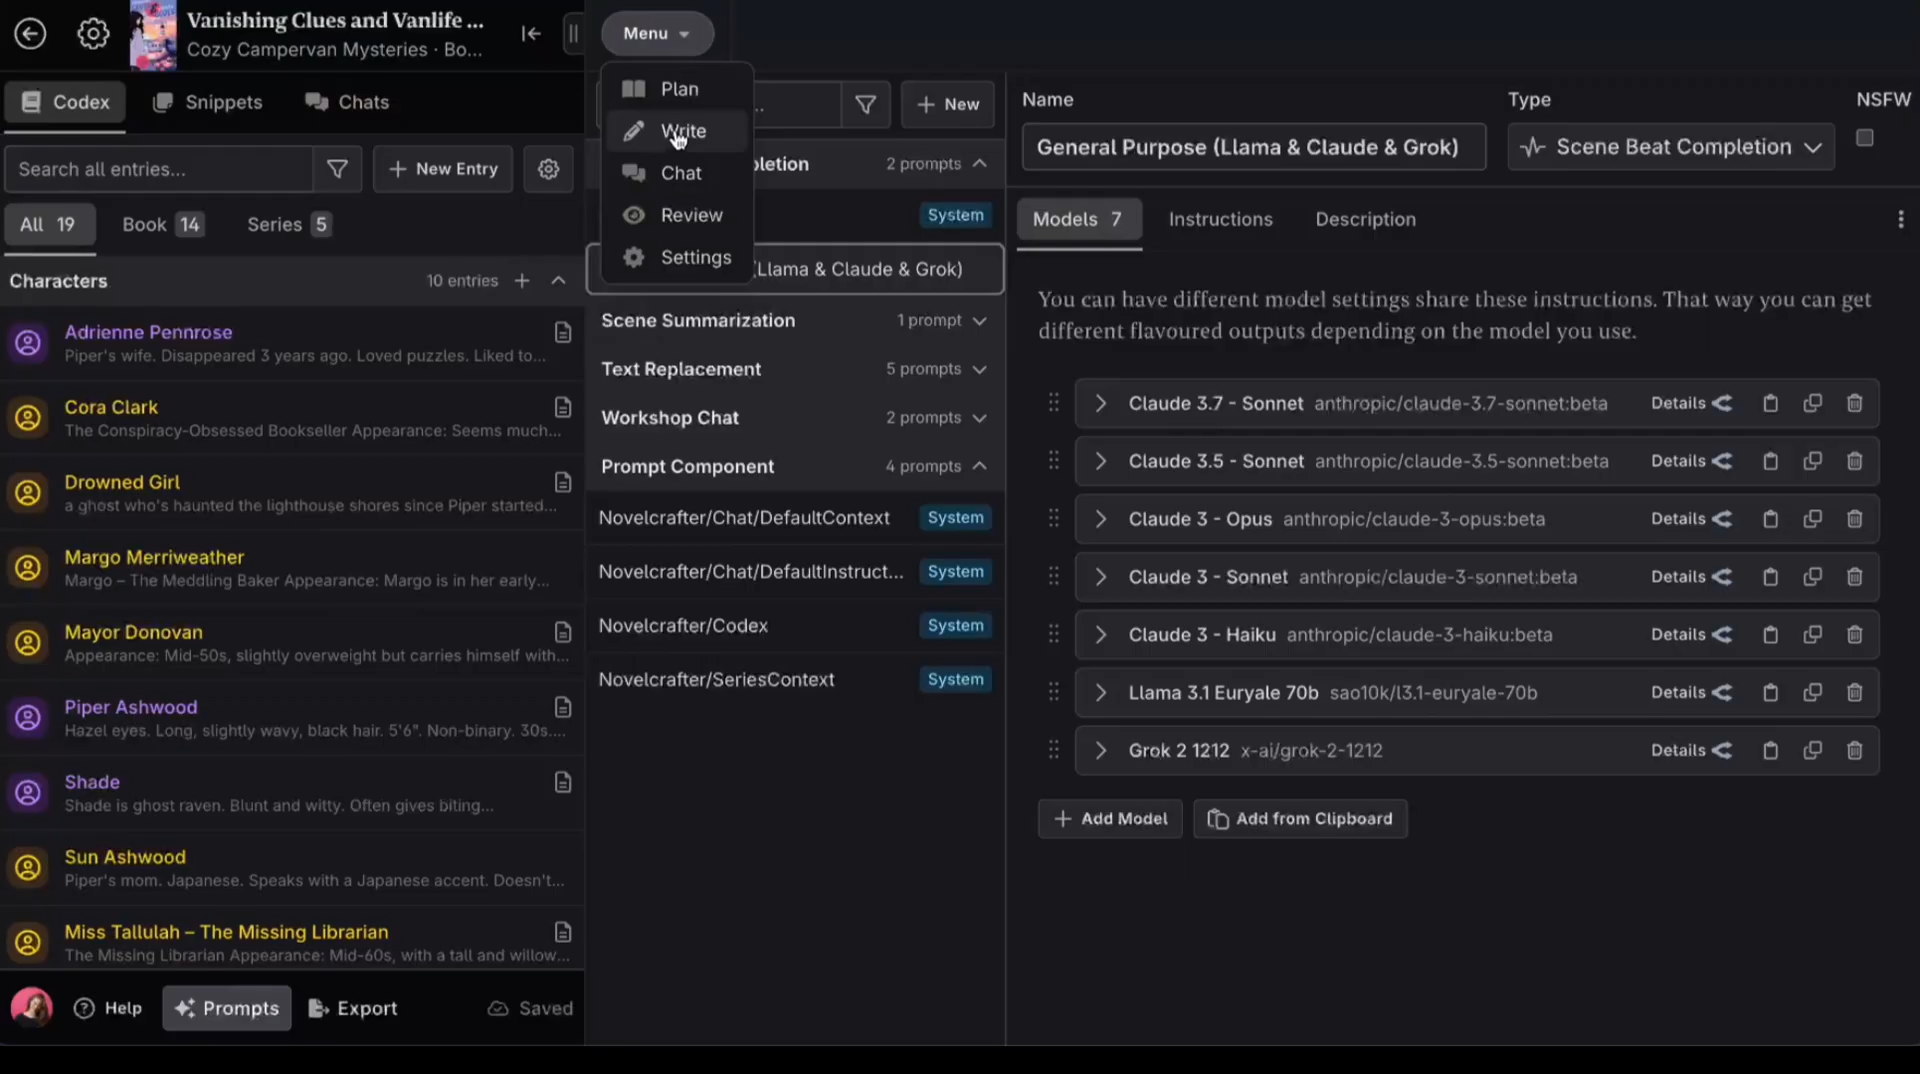 Vanishing Clues and Vanlife ...
Cozy Campervan Mysteries · Bo...
Codex
Snippets
Chats
Search all entries...
New Entry
All 19
Book 14
Series 5
Characters
10 entries
Adrienne Pennrose
Piper's wife. Disappeared 3 years ago. Loved puzzles. Liked to...
Cora Clark
The Conspiracy-Obsessed Bookseller Appearance: Seems much...
Drowned Girl
a ghost who's haunted the lighthouse shores since Piper started...
Margo Merriweather
Margo – The Meddling Baker Appearance: Margo is in her early...
Mayor Donovan
Appearance: Mid-50s, slightly overweight but carries himself with...
Piper Ashwood
Hazel eyes. Long, slightly wavy, black hair. 5'6". Non-binary. 30s....
Shade
Shade is ghost raven. Blunt and witty. Often gives biting...
Sun Ashwood
Piper's mom. Japanese. Speaks with a Japanese accent. Doesn't...
Miss Tallulah – The Missing Librarian
The Missing Librarian Appearance: Mid-60s, with a tall and willow...
Help
Prompts
Export
Saved
Menu
Plan
Write
Chat
Review
Settings
New
2 prompts
System
(Llama & Claude & Grok)
Scene Summarization
1 prompt
Text Replacement
5 prompts
Workshop Chat
2 prompts
Prompt Component
4 prompts
Novelcrafter/Chat/DefaultContext
System
Novelcrafter/Chat/DefaultInstruct...
System
Novelcrafter/Codex
System
Novelcrafter/SeriesContext
System
Name
Type
NSFW
General Purpose (Llama & Claude & Grok)
Scene Beat Completion
Models 7
Instructions
Description
You can have different model settings share these instructions. That way you can get
different flavoured outputs depending on the model you use.
Claude 3.7 - Sonnet anthropic/claude-3.7-sonnet:beta Details
Claude 3.5 - Sonnet anthropic/claude-3.5-sonnet:beta Details
Claude 3 - Opus anthropic/claude-3-opus:beta Details
Claude 3 - Sonnet anthropic/claude-3-sonnet:beta Details
Claude 3 - Haiku anthropic/claude-3-haiku:beta Details
Llama 3.1 Euryale 70b sao10k/l3.1-euryale-70b Details
Grok 2 1212 x-ai/grok-2-1212 Details
Add Model
Add from Clipboard